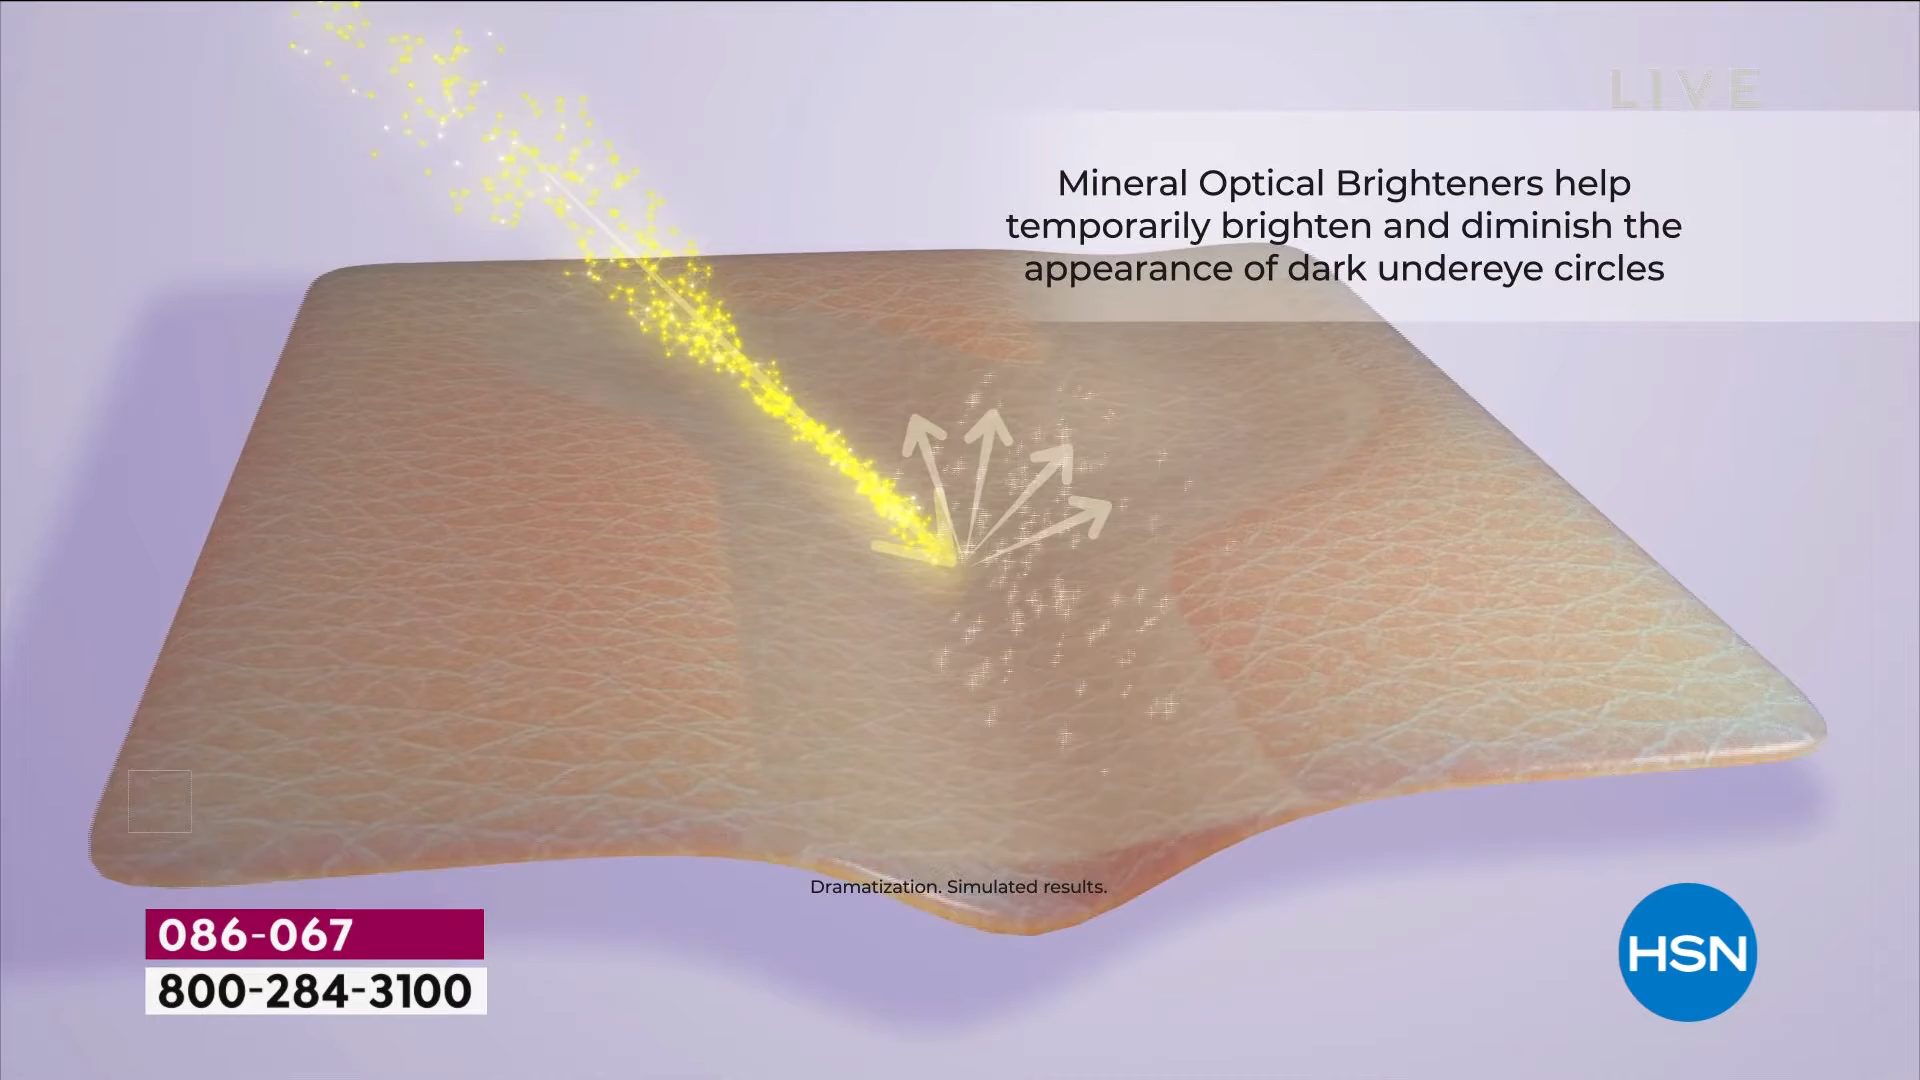 LIVE
Mineral Optical Brighteners help
temporarily brighten and diminish the
appearance of dark undereye circles
Dramatization. Simulated results.
086-067
800-284-3100
HSN